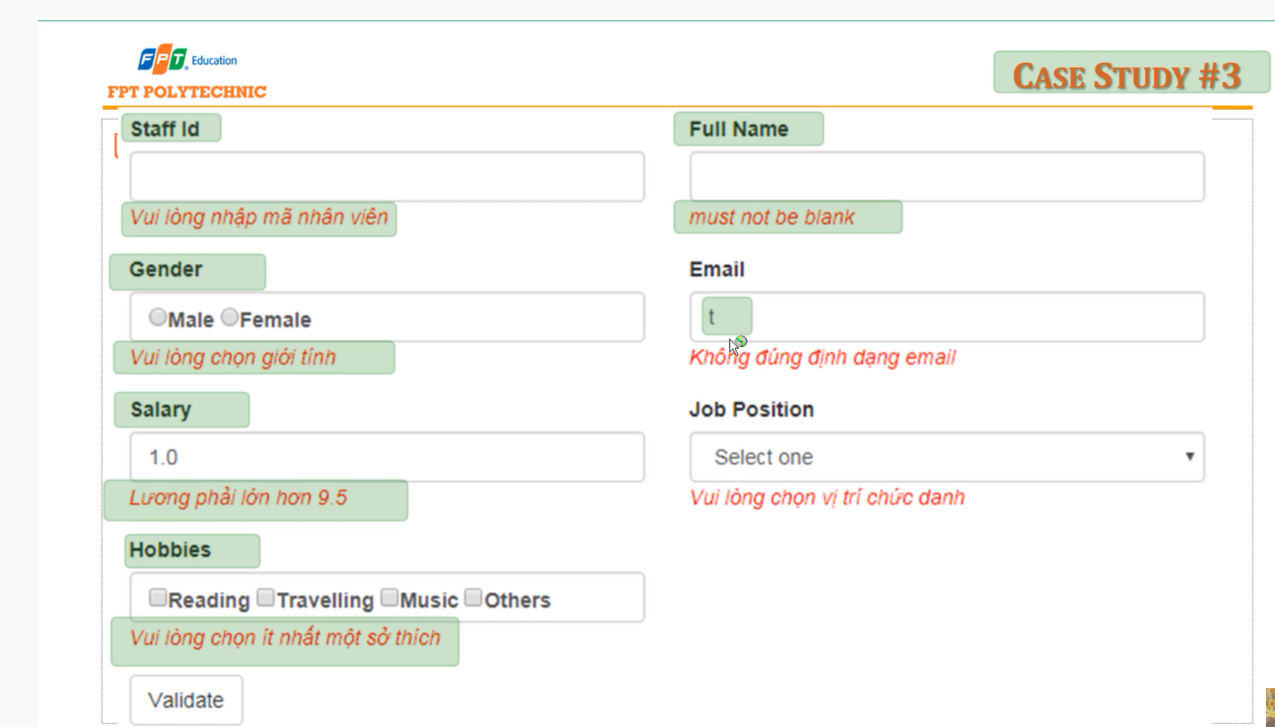 FPT Education
FPT POLYTECHNIC
CASE STUDY #3
Staff Id
Full Name
Vui lòng nhập mã nhân viên
must not be blank
Gender
Email
Male Female
t
Vui lòng chọn giới tính
Không đúng định dạng email
Salary
Job Position
1.0
Select one
Lương phải lớn hơn 9.5
Vui lòng chọn vị trí chức danh
Hobbies
Reading Travelling Music Others
Vui lòng chọn ít nhất một sở thích
Validate